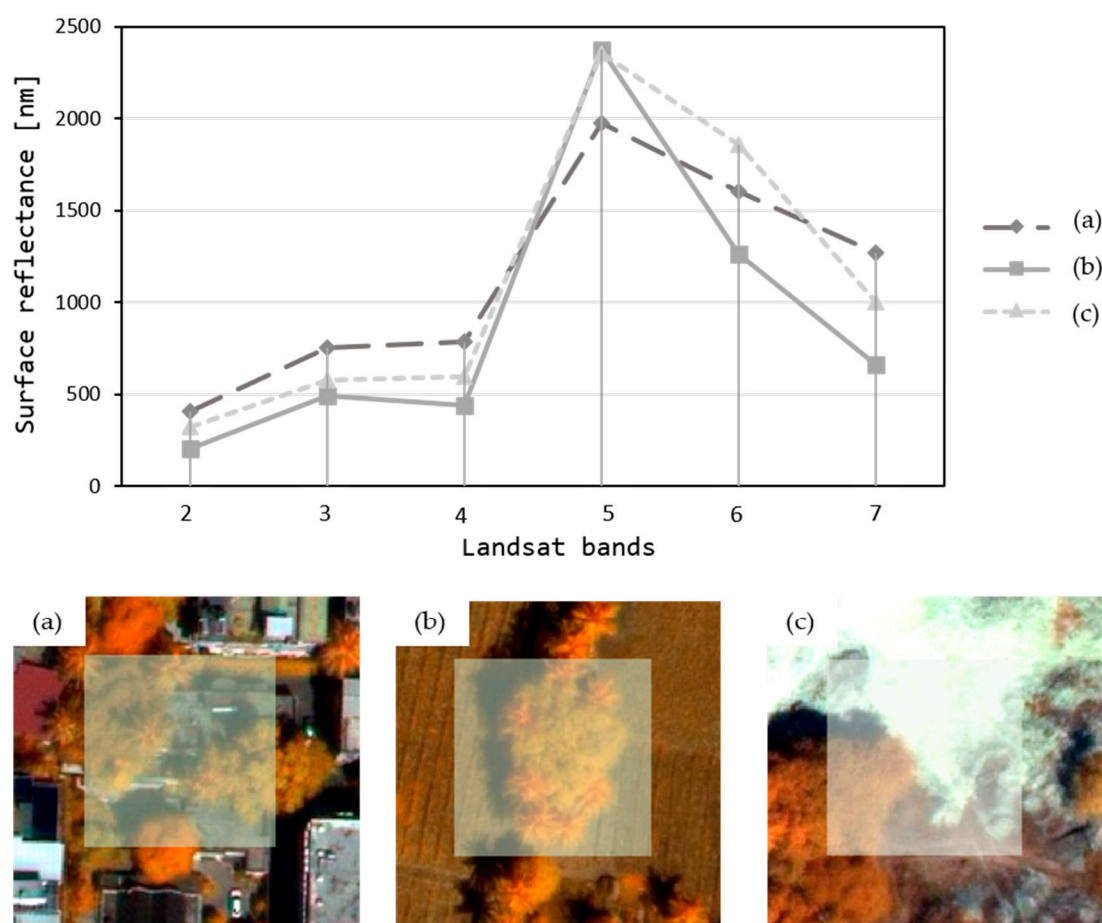 2500
2000
1500
1000
500
0
Surface reflectance [nm]
2 3 4 5 6 7
Landsat bands
(a)
(b)
(c)
(a) (b) (c)